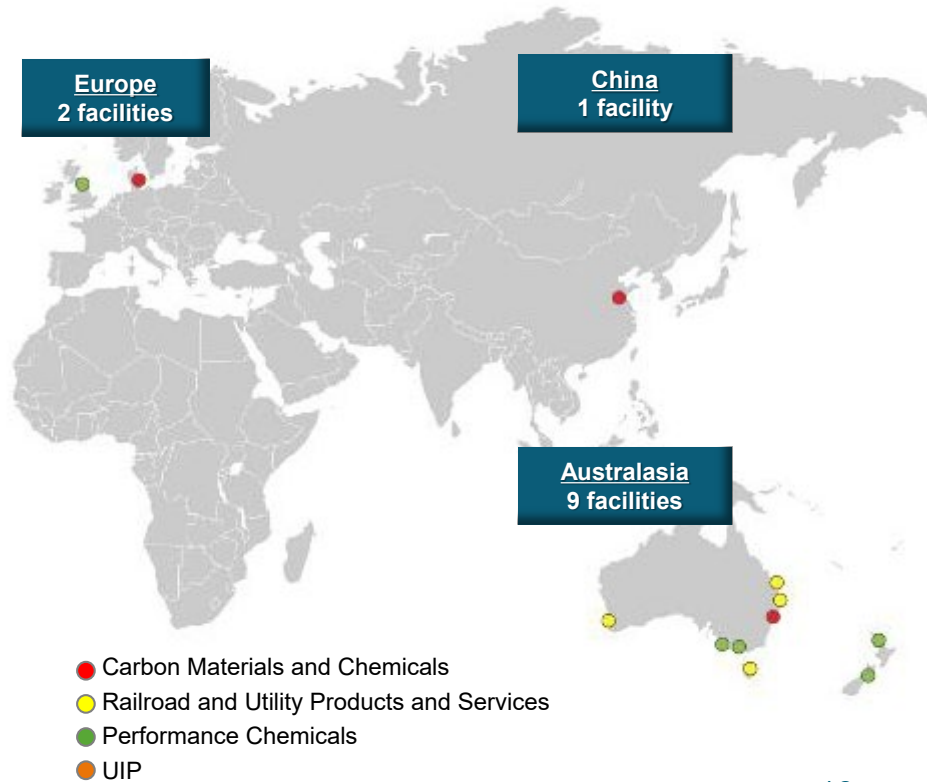 Europe
2 facilities
China
1 facility
Australasia
9 facilities
Carbon Materials and Chemicals
Railroad and Utility Products and Services
Performance Chemicals
UIP